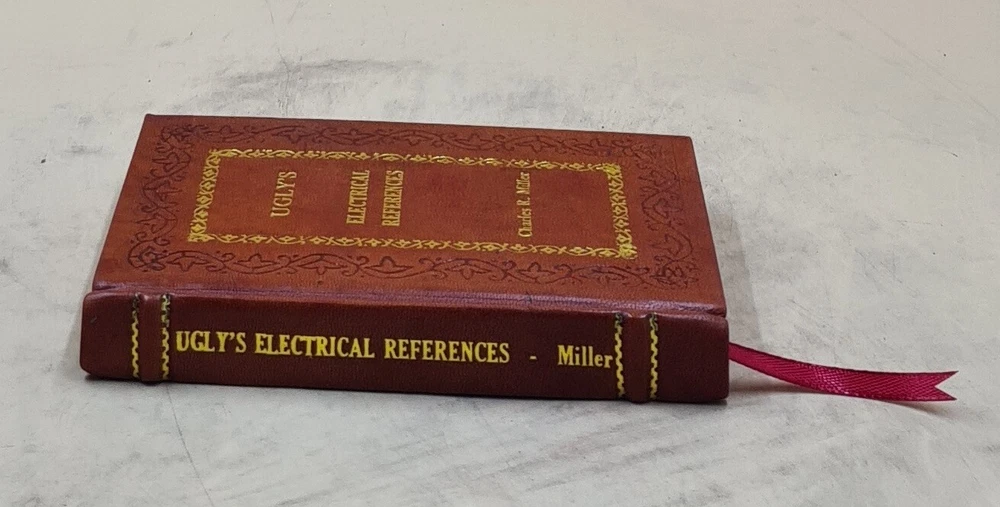 UGLY'S
ELECTRICAL
REFERENCES
Charles R. Miller
UGLY'S ELECTRICAL REFERENCES - Miller